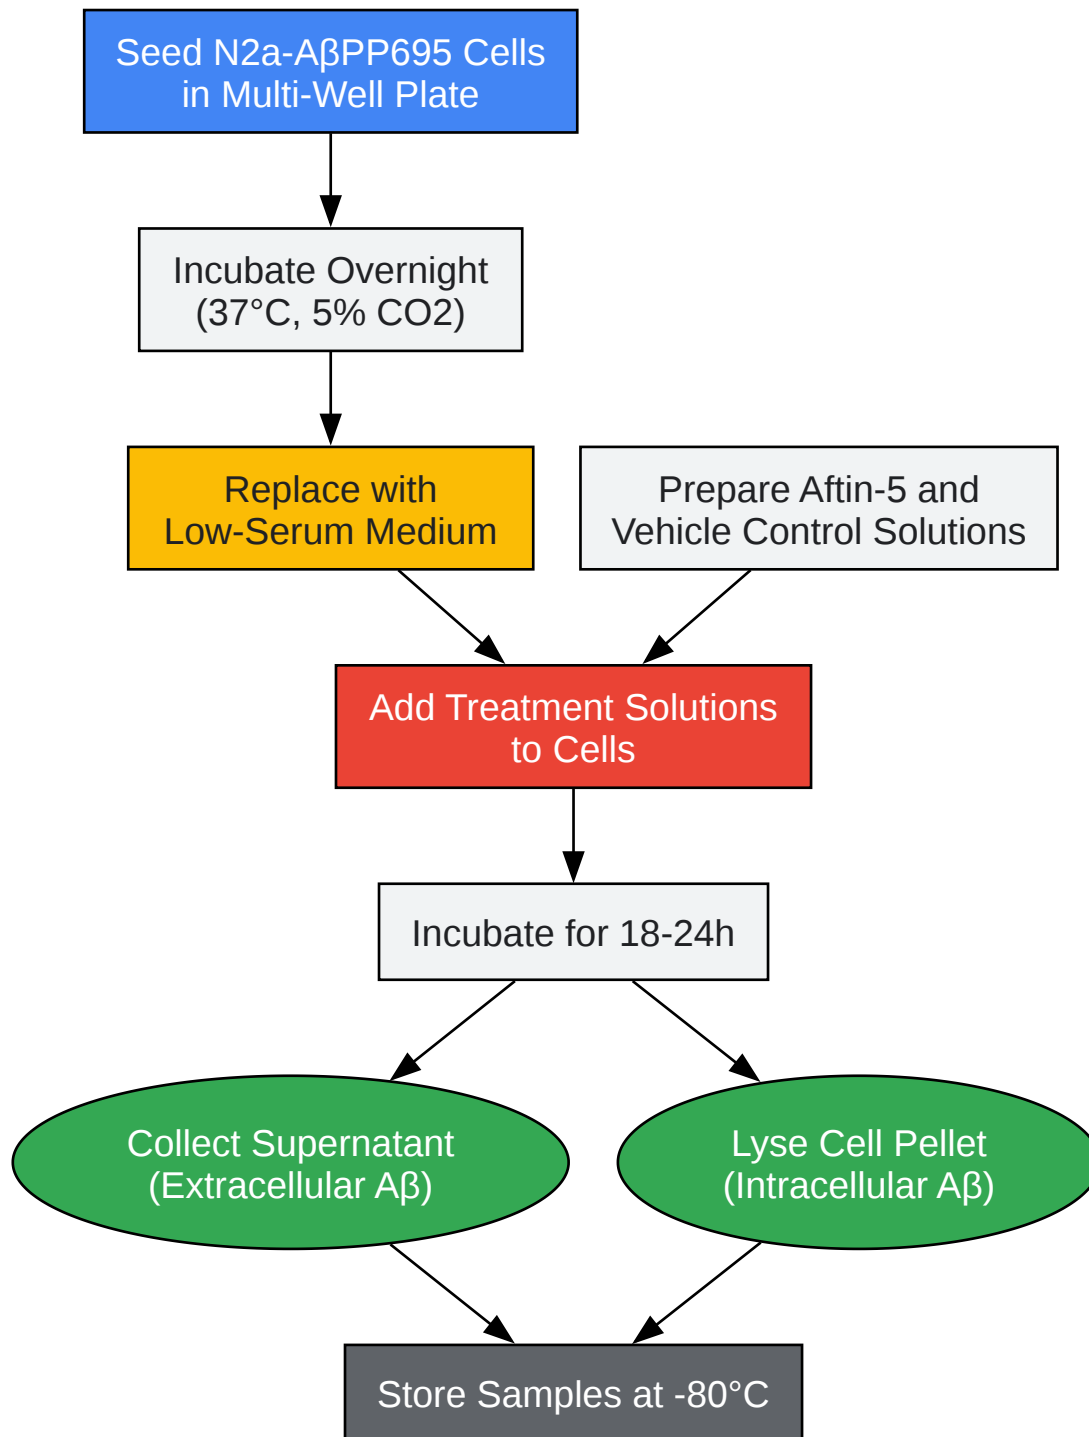 Seed N2a-AβPP695 Cells
in Multi-Well Plate
Incubate Overnight
(37°C, 5% CO2)
Replace with
Low-Serum Medium
Prepare Aftin-5 and
Vehicle Control Solutions
Add Treatment Solutions
to Cells
Incubate for 18-24h
Collect Supernatant
(Extracellular Aβ)
Lyse Cell Pellet
(Intracellular Aβ)
Store Samples at -80°C